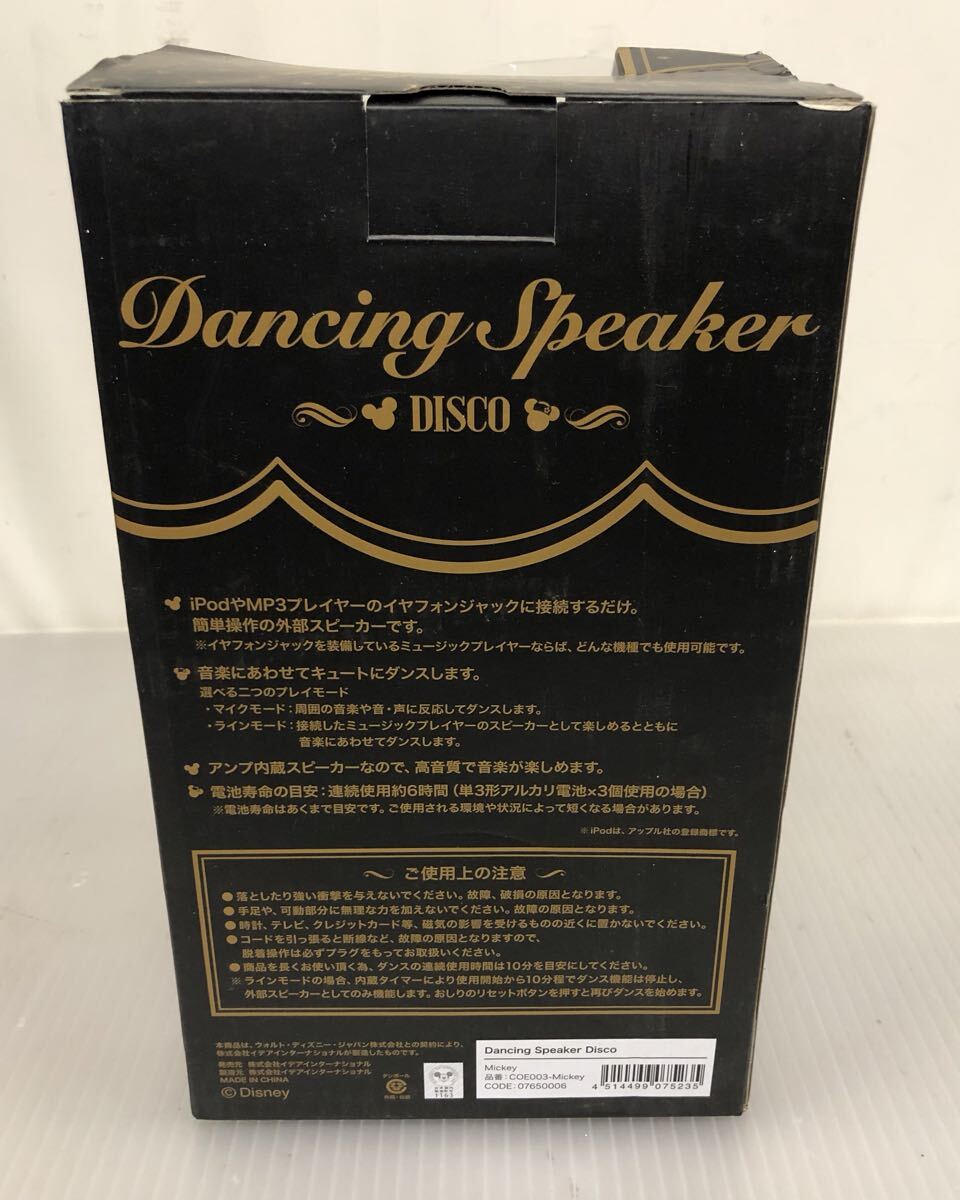 Dancing Speaker
DISCO
iPodやMP3プレイヤーのイヤフォンジャックに接続するだけ。
簡単操作の外部スピーカーです。
※イヤフォンジャックを装備しているミュージックプレイヤーならば、どんな機種でも使用可能です。
音楽にあわせてキュートにダンスします。
選べる二つのプレイモード
・マイクモード：周囲の音楽や音・声に反応してダンスします。
・ラインモード：接続したミュージックプレイヤーのスピーカーとして楽しめるとともに
音楽にあわせてダンスします。
アンプ内蔵スピーカーなので、高音質で音楽が楽しめます。
電池寿命の目安：連続使用約6時間（単3形アルカリ電池×3個使用の場合）
※電池寿命はあくまで目安です。ご使用される環境や状況によって短くなる場合があります。
※iPodは、アップル社の登録商標です。
ご使用上の注意
●落としたり強い衝撃を与えないでください。故障、破損の原因となります。
●手足や、可動部分に無理な力を加えないでください。故障の原因となります。
●時計、テレビ、クレジットカード等、磁気の影響を受けるものの近くに置かないでください。
●コードを引っ張ると断線など、故障の原因となりますので、
脱着操作は必ずプラグをもってお取扱いください。
●商品を長くお使い頂く為、ダンスの連続使用時間は10分を目安にしてください。
※ラインモードの場合、内蔵タイマーにより使用開始から10分程でダンス機能は停止し、
外部スピーカーとしてのみ機能します。おしりのリセットボタンを押すと再びダンスを始めます。
本商品は、ウォルト・ディズニー・ジャパン株式会社との契約により、
株式会社イデアインターナショナルが製造したものです。
発売元 株式会社イデアインターナショナル
製造元 株式会社イデアインターナショナル
MADE IN CHINA
©Disney
1163
ダンボール
外箱・仕切
Dancing Speaker Disco
Mickey
品番：COE003-Mickey
CODE: 07650006
4 514499 075235